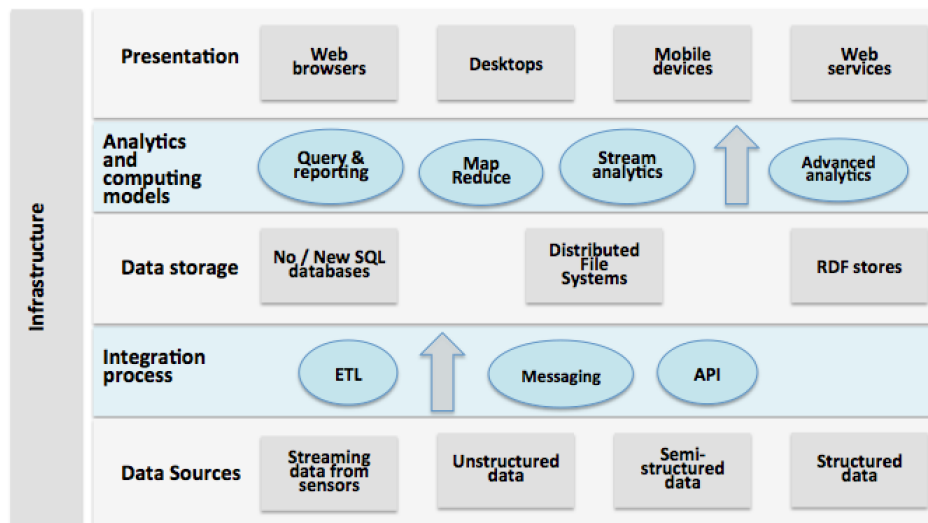 Infrastructure
Presentation
Web
browsers
Desktops
Mobile
devices
Web
services
Analytics
and
computing
models
Query &
reporting
Map
Reduce
Stream
analytics
Advanced
analytics
Data storage
No / New SQL
databases
Distributed
File
Systems
RDF stores
Integration
process
ETL
Messaging
API
Data Sources
Streaming
data from
sensors
Unstructured
data
Semi-
structured
data
Structured
data